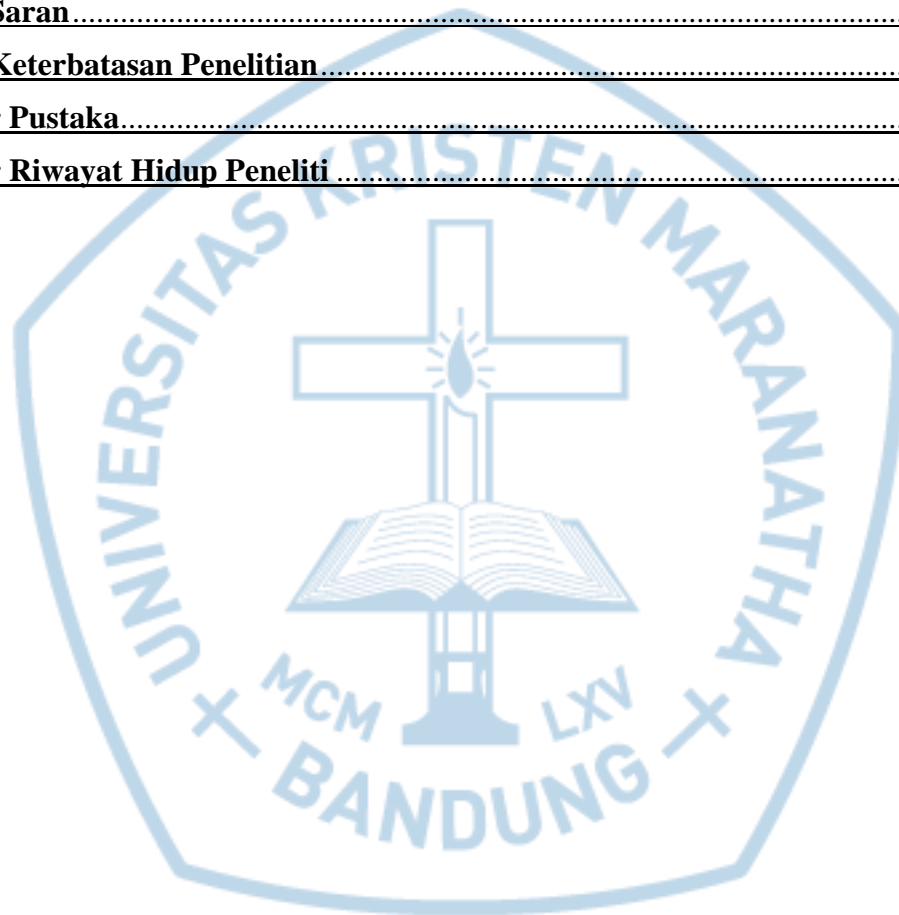 Saran
Keterbatasan Penelitian
Pustaka
Riwayat Hidup Peneliti
UNIVERSITAS KRISTEN MARANATHA
MCM LXV
BANDUNG